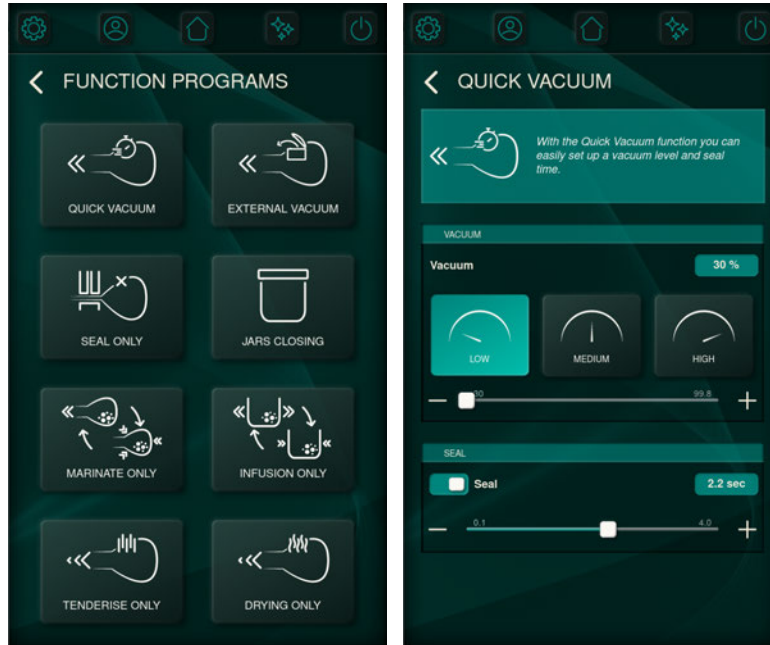 FUNCTION PROGRAMS
QUICK VACUUM
EXTERNAL VACUUM
SEAL ONLY
JARS CLOSING
MARINATE ONLY
INFUSION ONLY
TENDERISE ONLY
DRYING ONLY
QUICK VACUUM
With the Quick Vacuum function you can
easily set up a vacuum level and seal
time.
VACUUM
Vacuum
30 %
LOW
MEDIUM
HIGH
30
99.8
SEAL
Seal
2.2 sec
0.1
4.0